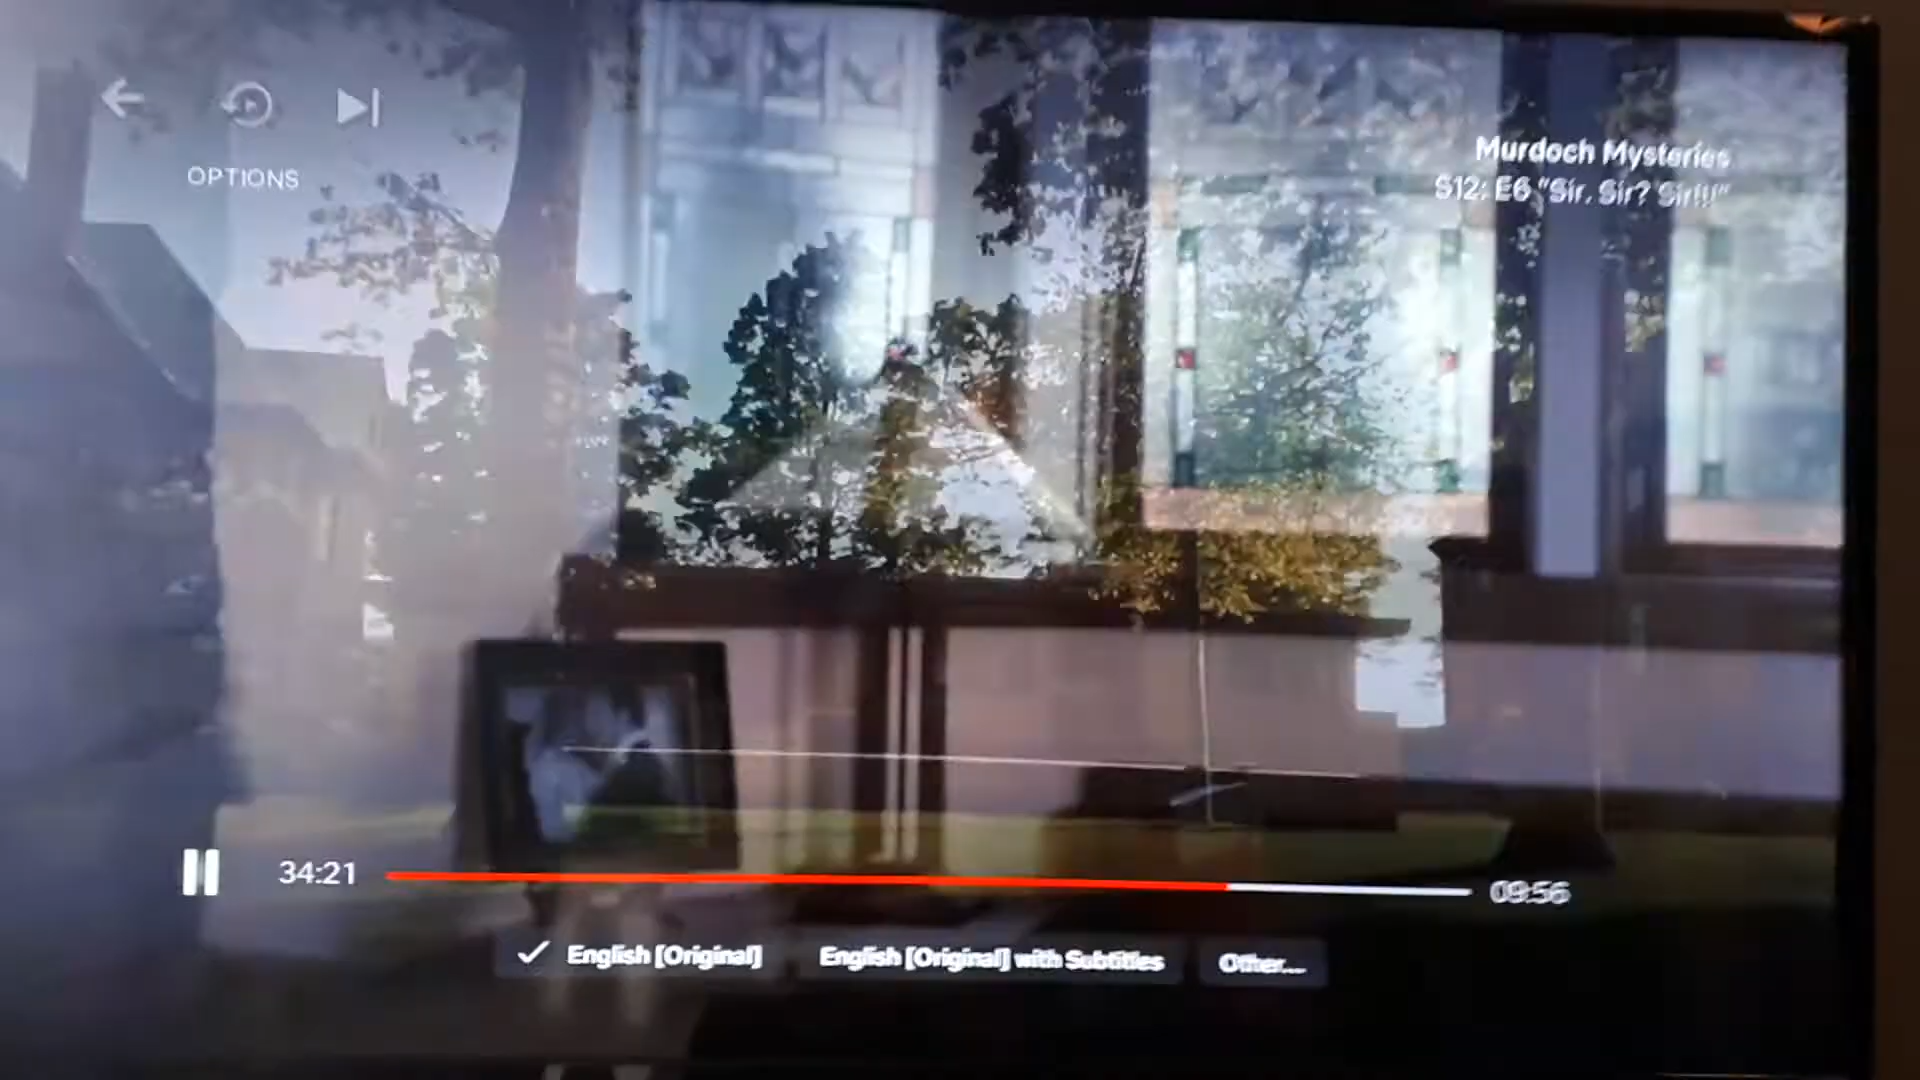 OPTIONS
Murdoch Mysteries
S12: E6 "Sir. Sir? Sir!!!"
34:21
09:56
English [Original]
English [Original] with Subtitles
Other...